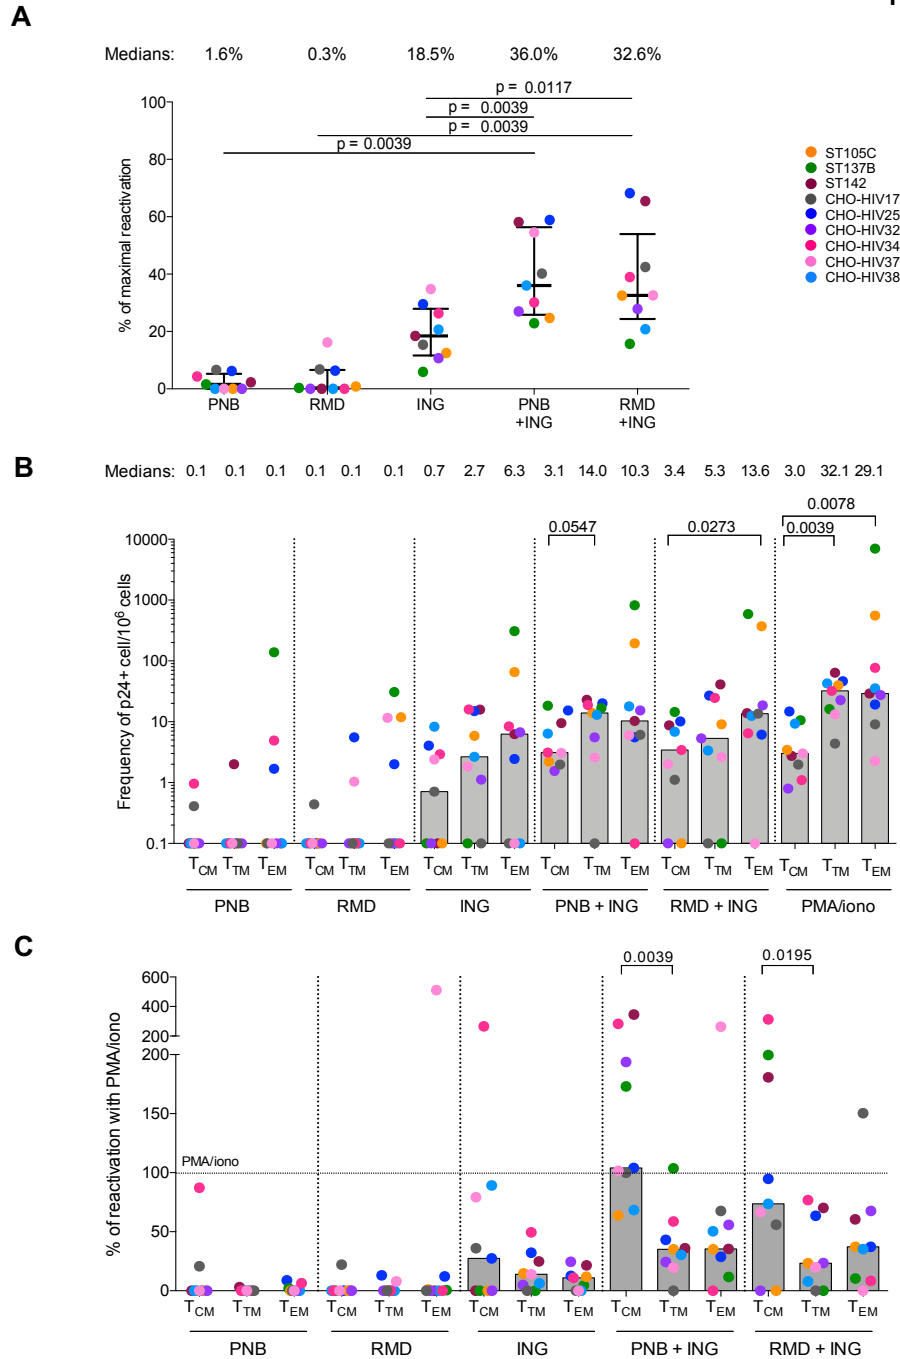 A
Medians: 1.6% 0.3% 18.5% 36.0% 32.6%
p = 0.0117
p = 0.0039
p = 0.0039
p = 0.0039
% of maximal reactivation
100
80
60
40
20
0
PNB RMD ING PNB +ING RMD +ING
ST105C
ST137B
ST142
CHO-HIV17
CHO-HIV25
CHO-HIV32
CHO-HIV34
CHO-HIV37
CHO-HIV38
B
Medians: 0.1 0.1 0.1 0.1 0.1 0.1 0.7 2.7 6.3 3.1 14.0 10.3 3.4 5.3 13.6 3.0 32.1 29.1
0.0078
0.0547 0.0273 0.0039
Frequency of p24+ cell/10⁶ cells
10000
1000
100
10
1
0.1
TCM TTM TEM TCM TTM TEM TCM TTM TEM TCM TTM TEM TCM TTM TEM TCM TTM TEM
PNB RMD ING PNB + ING RMD + ING PMA/iono
C
0.0039 0.0195
% of reactivation with PMA/iono
600
400
200
200
150
100
50
0
PMA/iono
TCM TTM TEM TCM TTM TEM TCM TTM TEM TCM TTM TEM TCM TTM TEM
PNB RMD ING PNB + ING RMD + ING